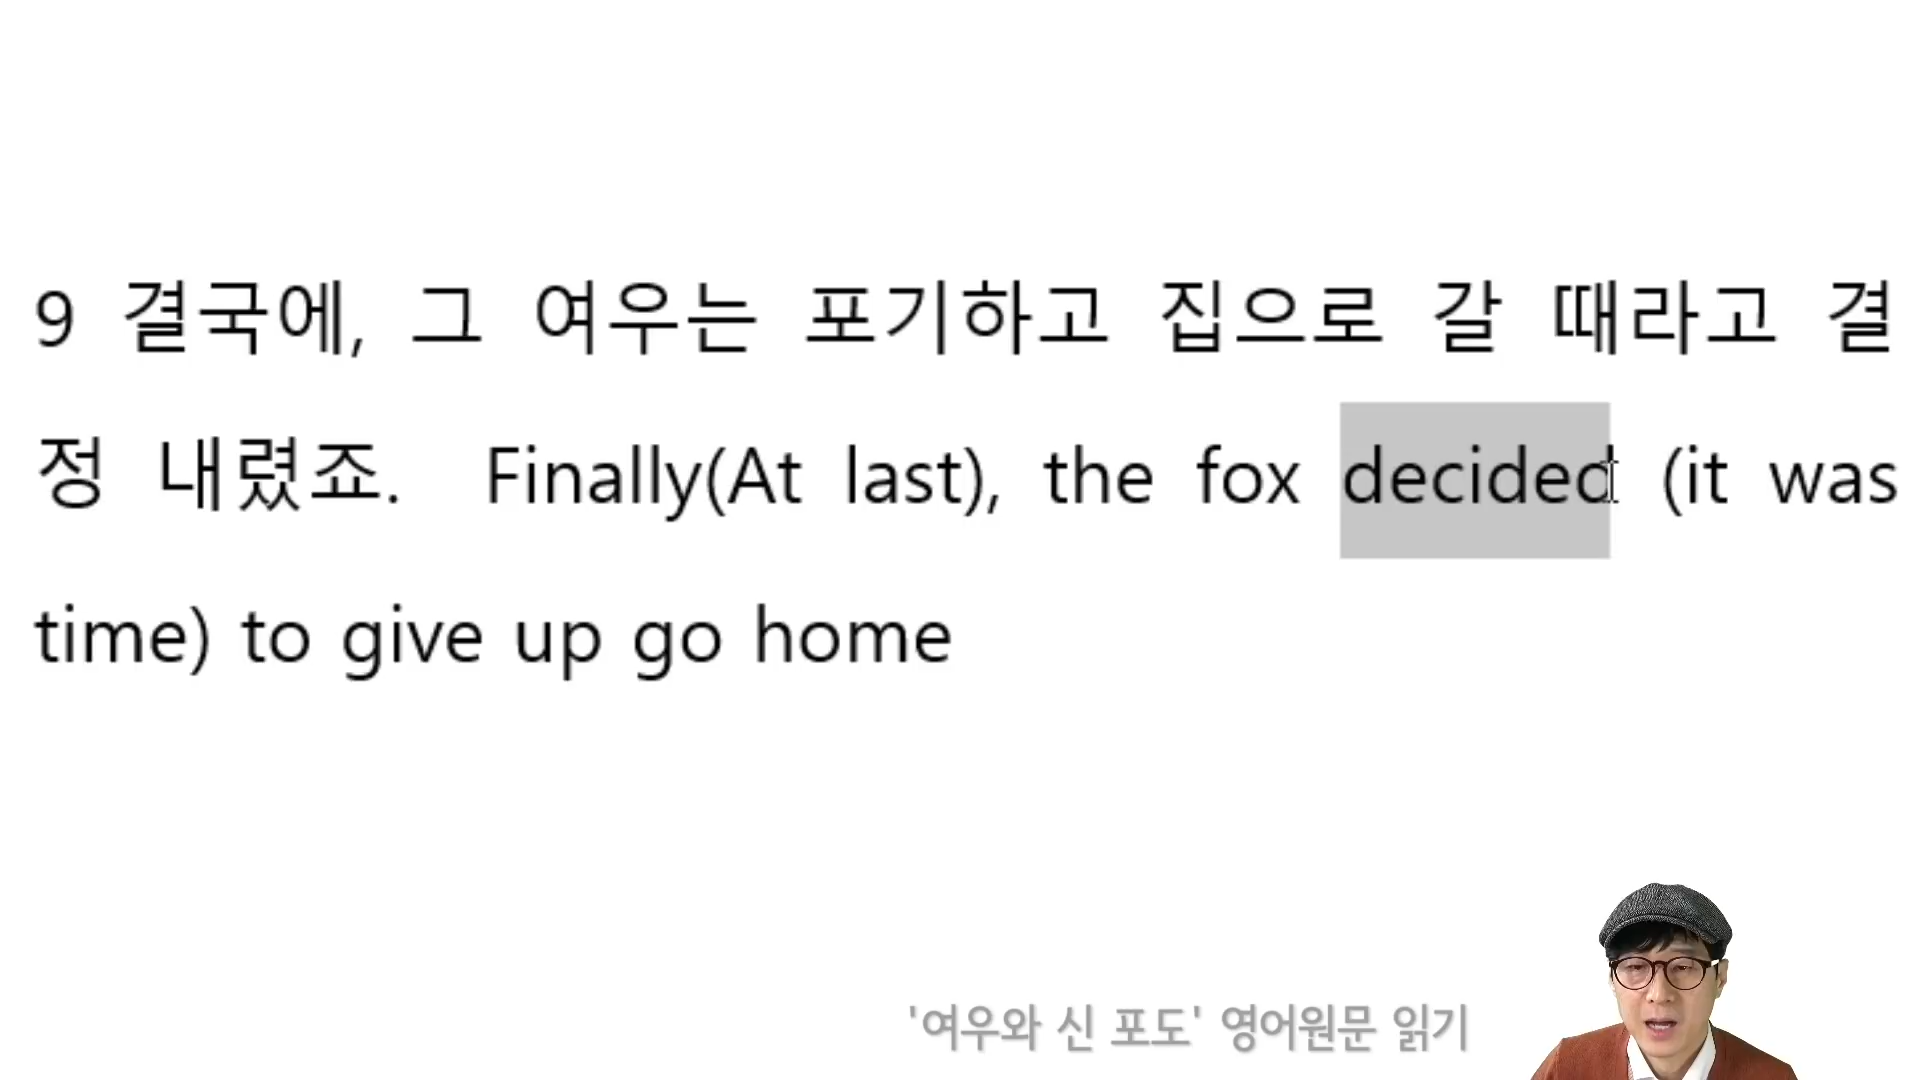 9 결국에, 그 여우는 포기하고 집으로 갈 때라고 결
정 내렸죠. Finally(At last), the fox decided (it was
time) to give up go home
'여우와 신 포도' 영어원문 읽기